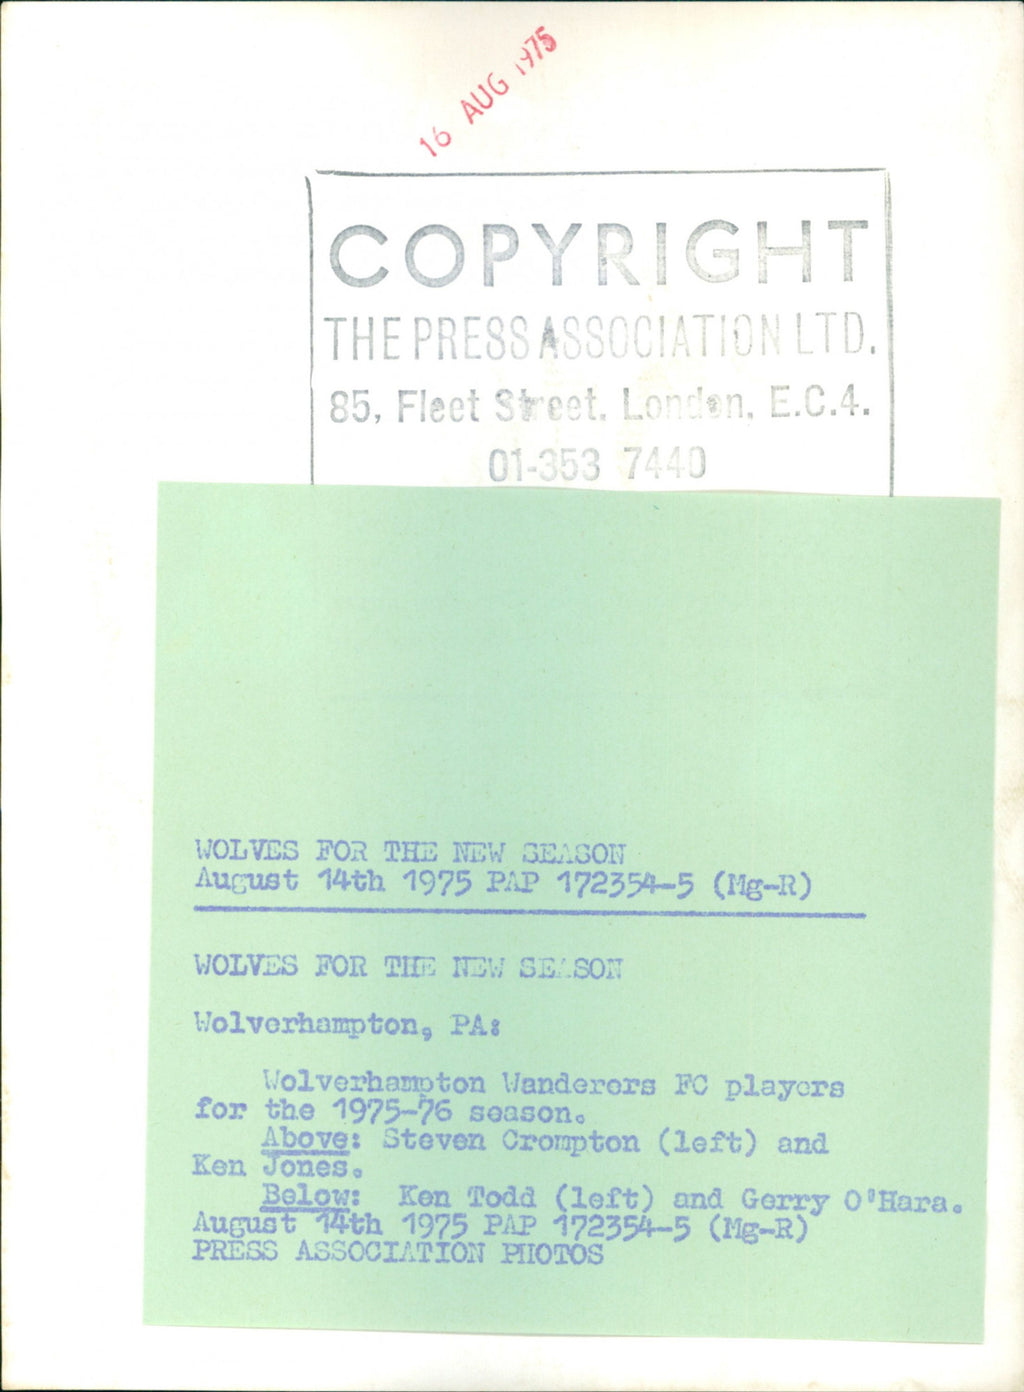 16 AUG 1975
COPYRIGHT
THE PRESS ASSOCIATION LTD.
85, Fleet Street. London, E.C.4.
01-353 7440
WOLVES FOR THE NEW SEASON
August 14th 1975 PAP 172354-5 (Mg-R)
WOLVES FOR THE NEW SEASON
Wolverhampton, PA:
Wolverhampton Wanderers FC players
for the 1975-76 season.
Above: Steven Crompton (left) and
Ken Jones.
Below: Ken Todd (left) and Gerry O'Hara.
August 14th 1975 PAP 172354-5 (Mg-R)
PRESS ASSOCIATION PHOTOS